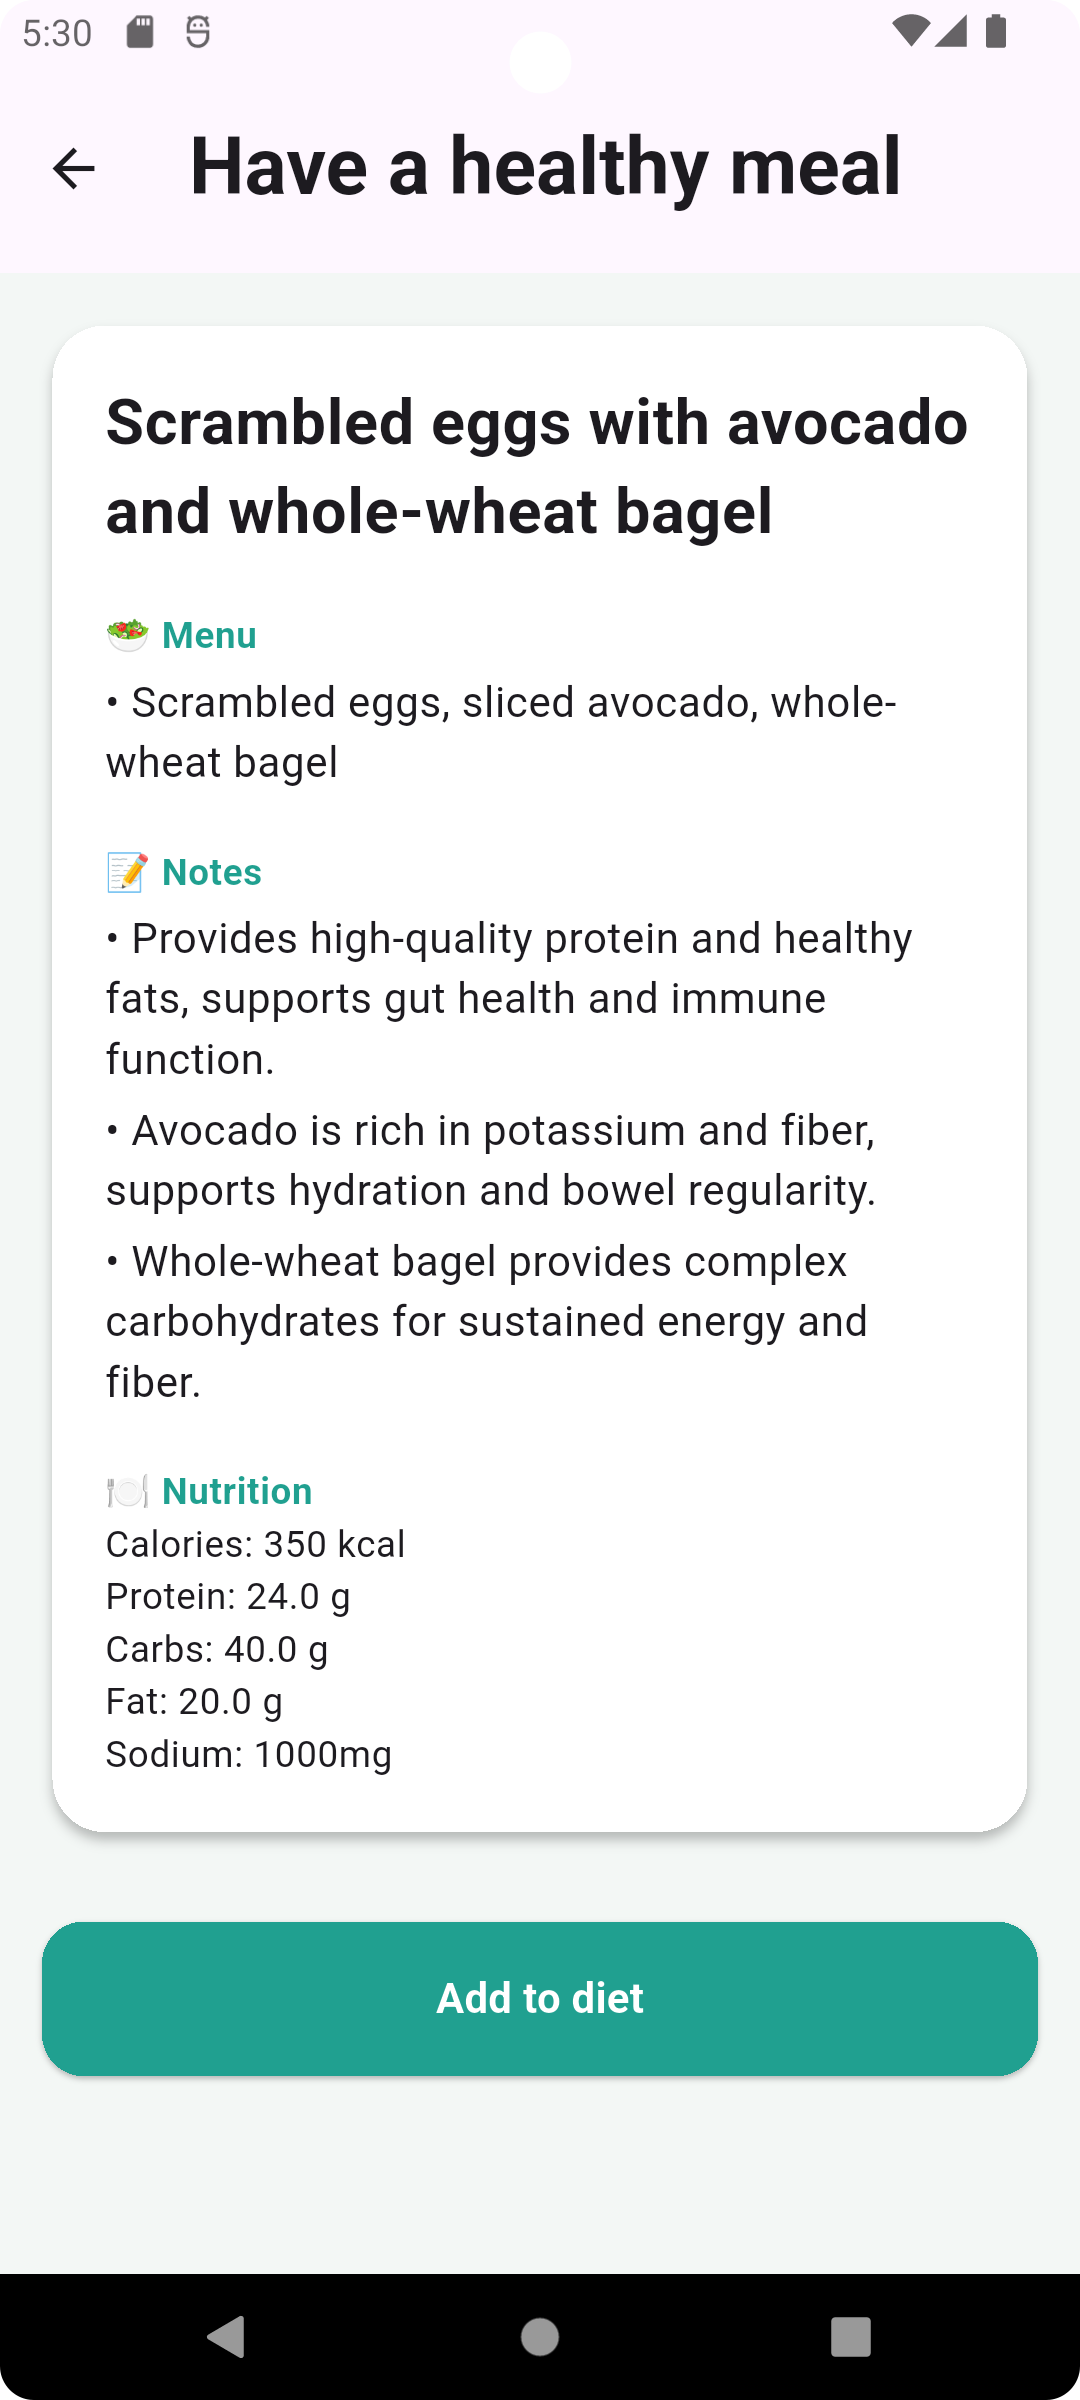 5:30
Have a healthy meal
Scrambled eggs with avocado
and whole-wheat bagel
🥗 Menu
• Scrambled eggs, sliced avocado, whole-
wheat bagel
📝 Notes
• Provides high-quality protein and healthy
fats, supports gut health and immune
function.
• Avocado is rich in potassium and fiber,
supports hydration and bowel regularity.
• Whole-wheat bagel provides complex
carbohydrates for sustained energy and
fiber.
🍽️ Nutrition
Calories: 350 kcal
Protein: 24.0 g
Carbs: 40.0 g
Fat: 20.0 g
Sodium: 1000mg
Add to diet